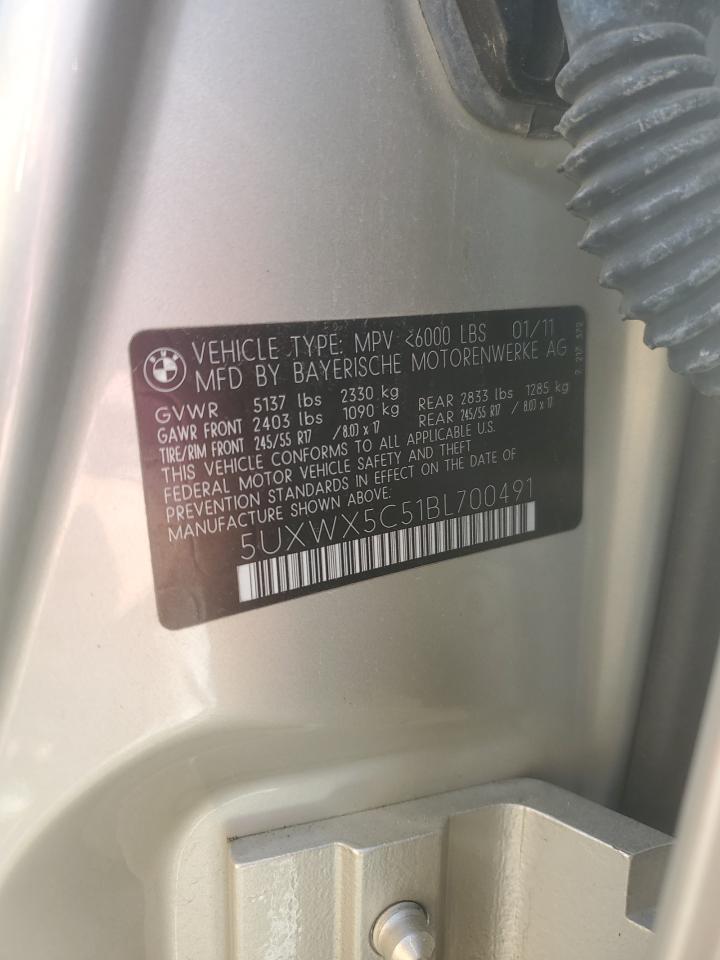 BMW
VEHICLE TYPE: MPV <6000 LBS 01/11
MFD BY BAYERISCHE MOTORENWERKE AG
GVWR 5137 lbs 2330 kg
GAWR FRONT 2403 lbs 1090 kg REAR 2833 lbs 1285 kg
TIRE/RIM FRONT 245/55 R17 / 8.0J x 17 REAR 245/55 R17 / 8.0J x 17
THIS VEHICLE CONFORMS TO ALL APPLICABLE U.S.
FEDERAL MOTOR VEHICLE SAFETY AND THEFT
PREVENTION STANDARDS IN EFFECT ON THE DATE OF
MANUFACTURE SHOWN ABOVE:
5UXWX5C51BL700491